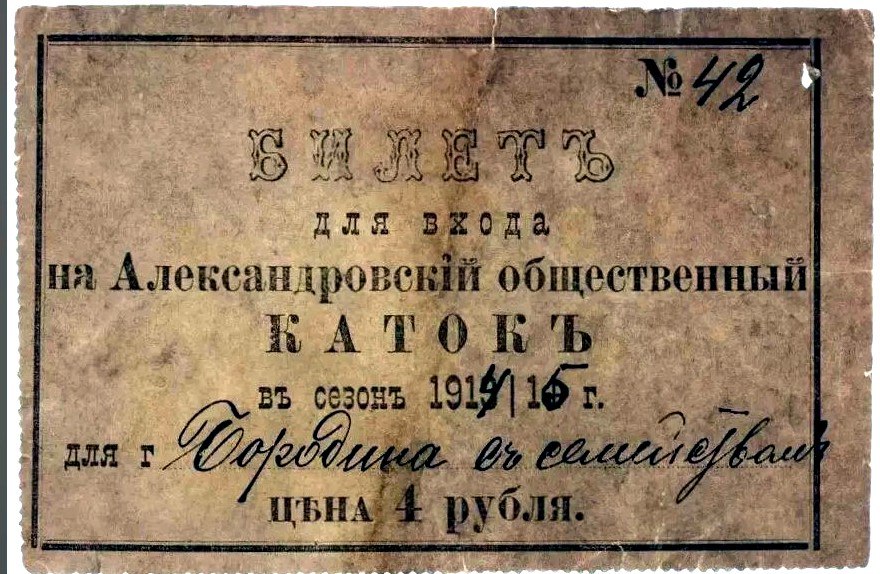 № 42
БИЛЕТЪ
для входа
на Александровскій общественный
КАТОКЪ
въ сезонъ 1914|15 г.
для г Бородина съ семействомъ
ЦѢНА 4 рубля.